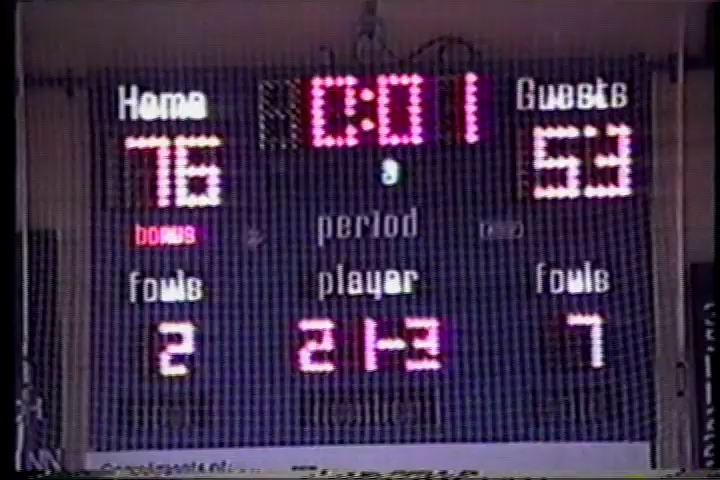 Home 0:01 Guests
76 53
bonus period
fouls player fouls
2 21-3 7